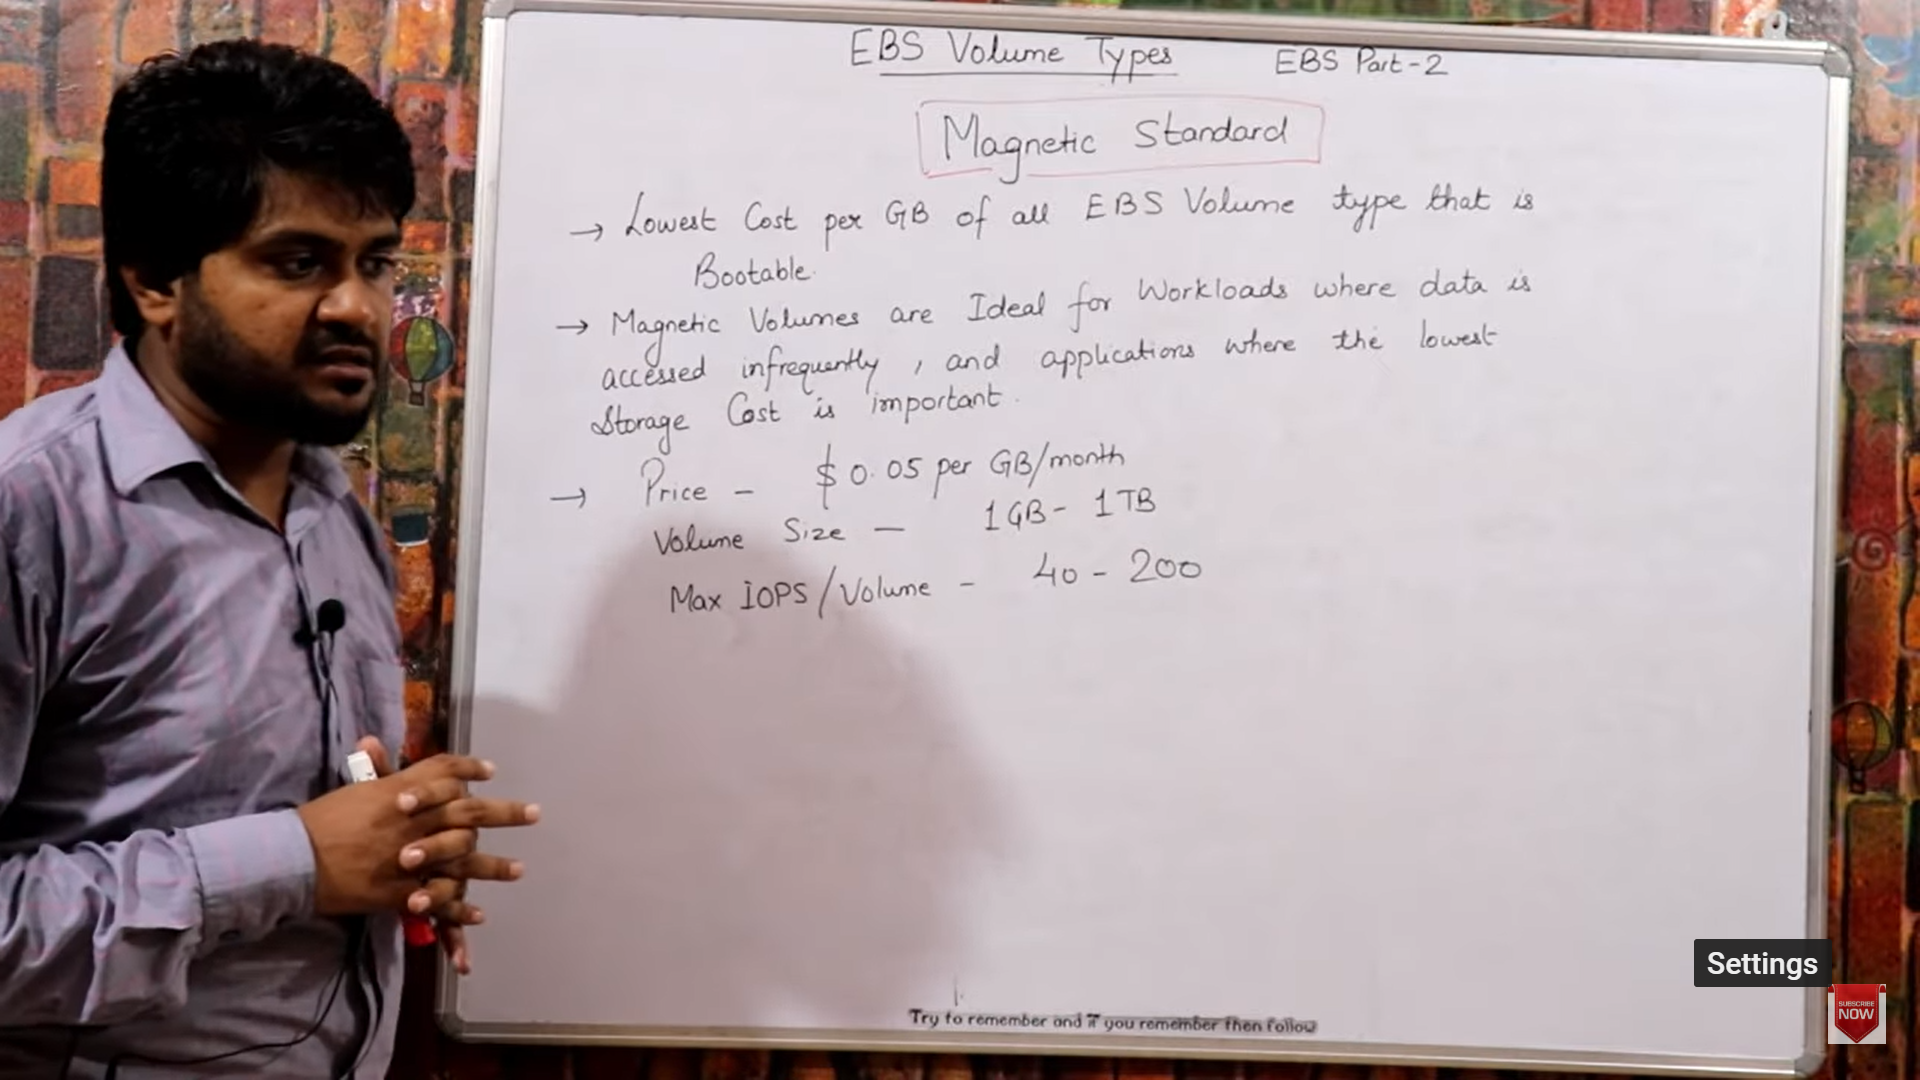 EBS Volume Types EBS Part-2
Magnetic Standard
→ Lowest Cost per GB of all EBS Volume type that is
Bootable.
→ Magnetic Volumes are Ideal for Workloads where data is
accessed infrequently, and applications where the lowest
Storage Cost is important.
→ Price - $0.05 per GB/month
Volume Size - 1GB - 1TB
Max IOPS/Volume - 40 - 200
Settings
SUBSCRIBE
NOW
Try to remember and if you remember then follow